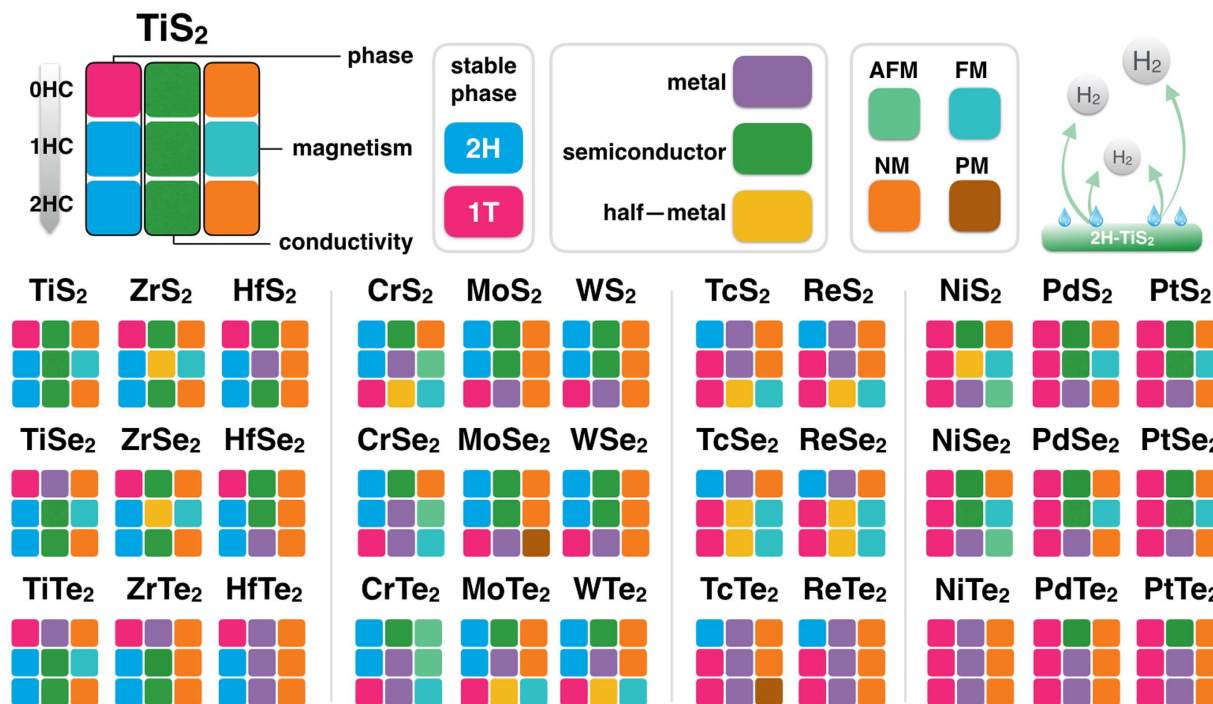 TiS₂
phase
0HC
1HC
magnetism
2HC
conductivity
stable
phase
2H
1T
metal
semiconductor
half—metal
AFM FM
NM PM
H₂
H₂
H₂
2H-TiS₂
TiS₂ ZrS₂ HfS₂ CrS₂ MoS₂ WS₂ TcS₂ ReS₂ NiS₂ PdS₂ PtS₂
TiSe₂ ZrSe₂ HfSe₂ CrSe₂ MoSe₂ WSe₂ TcSe₂ ReSe₂ NiSe₂ PdSe₂ PtSe₂
TiTe₂ ZrTe₂ HfTe₂ CrTe₂ MoTe₂ WTe₂ TcTe₂ ReTe₂ NiTe₂ PdTe₂ PtTe₂